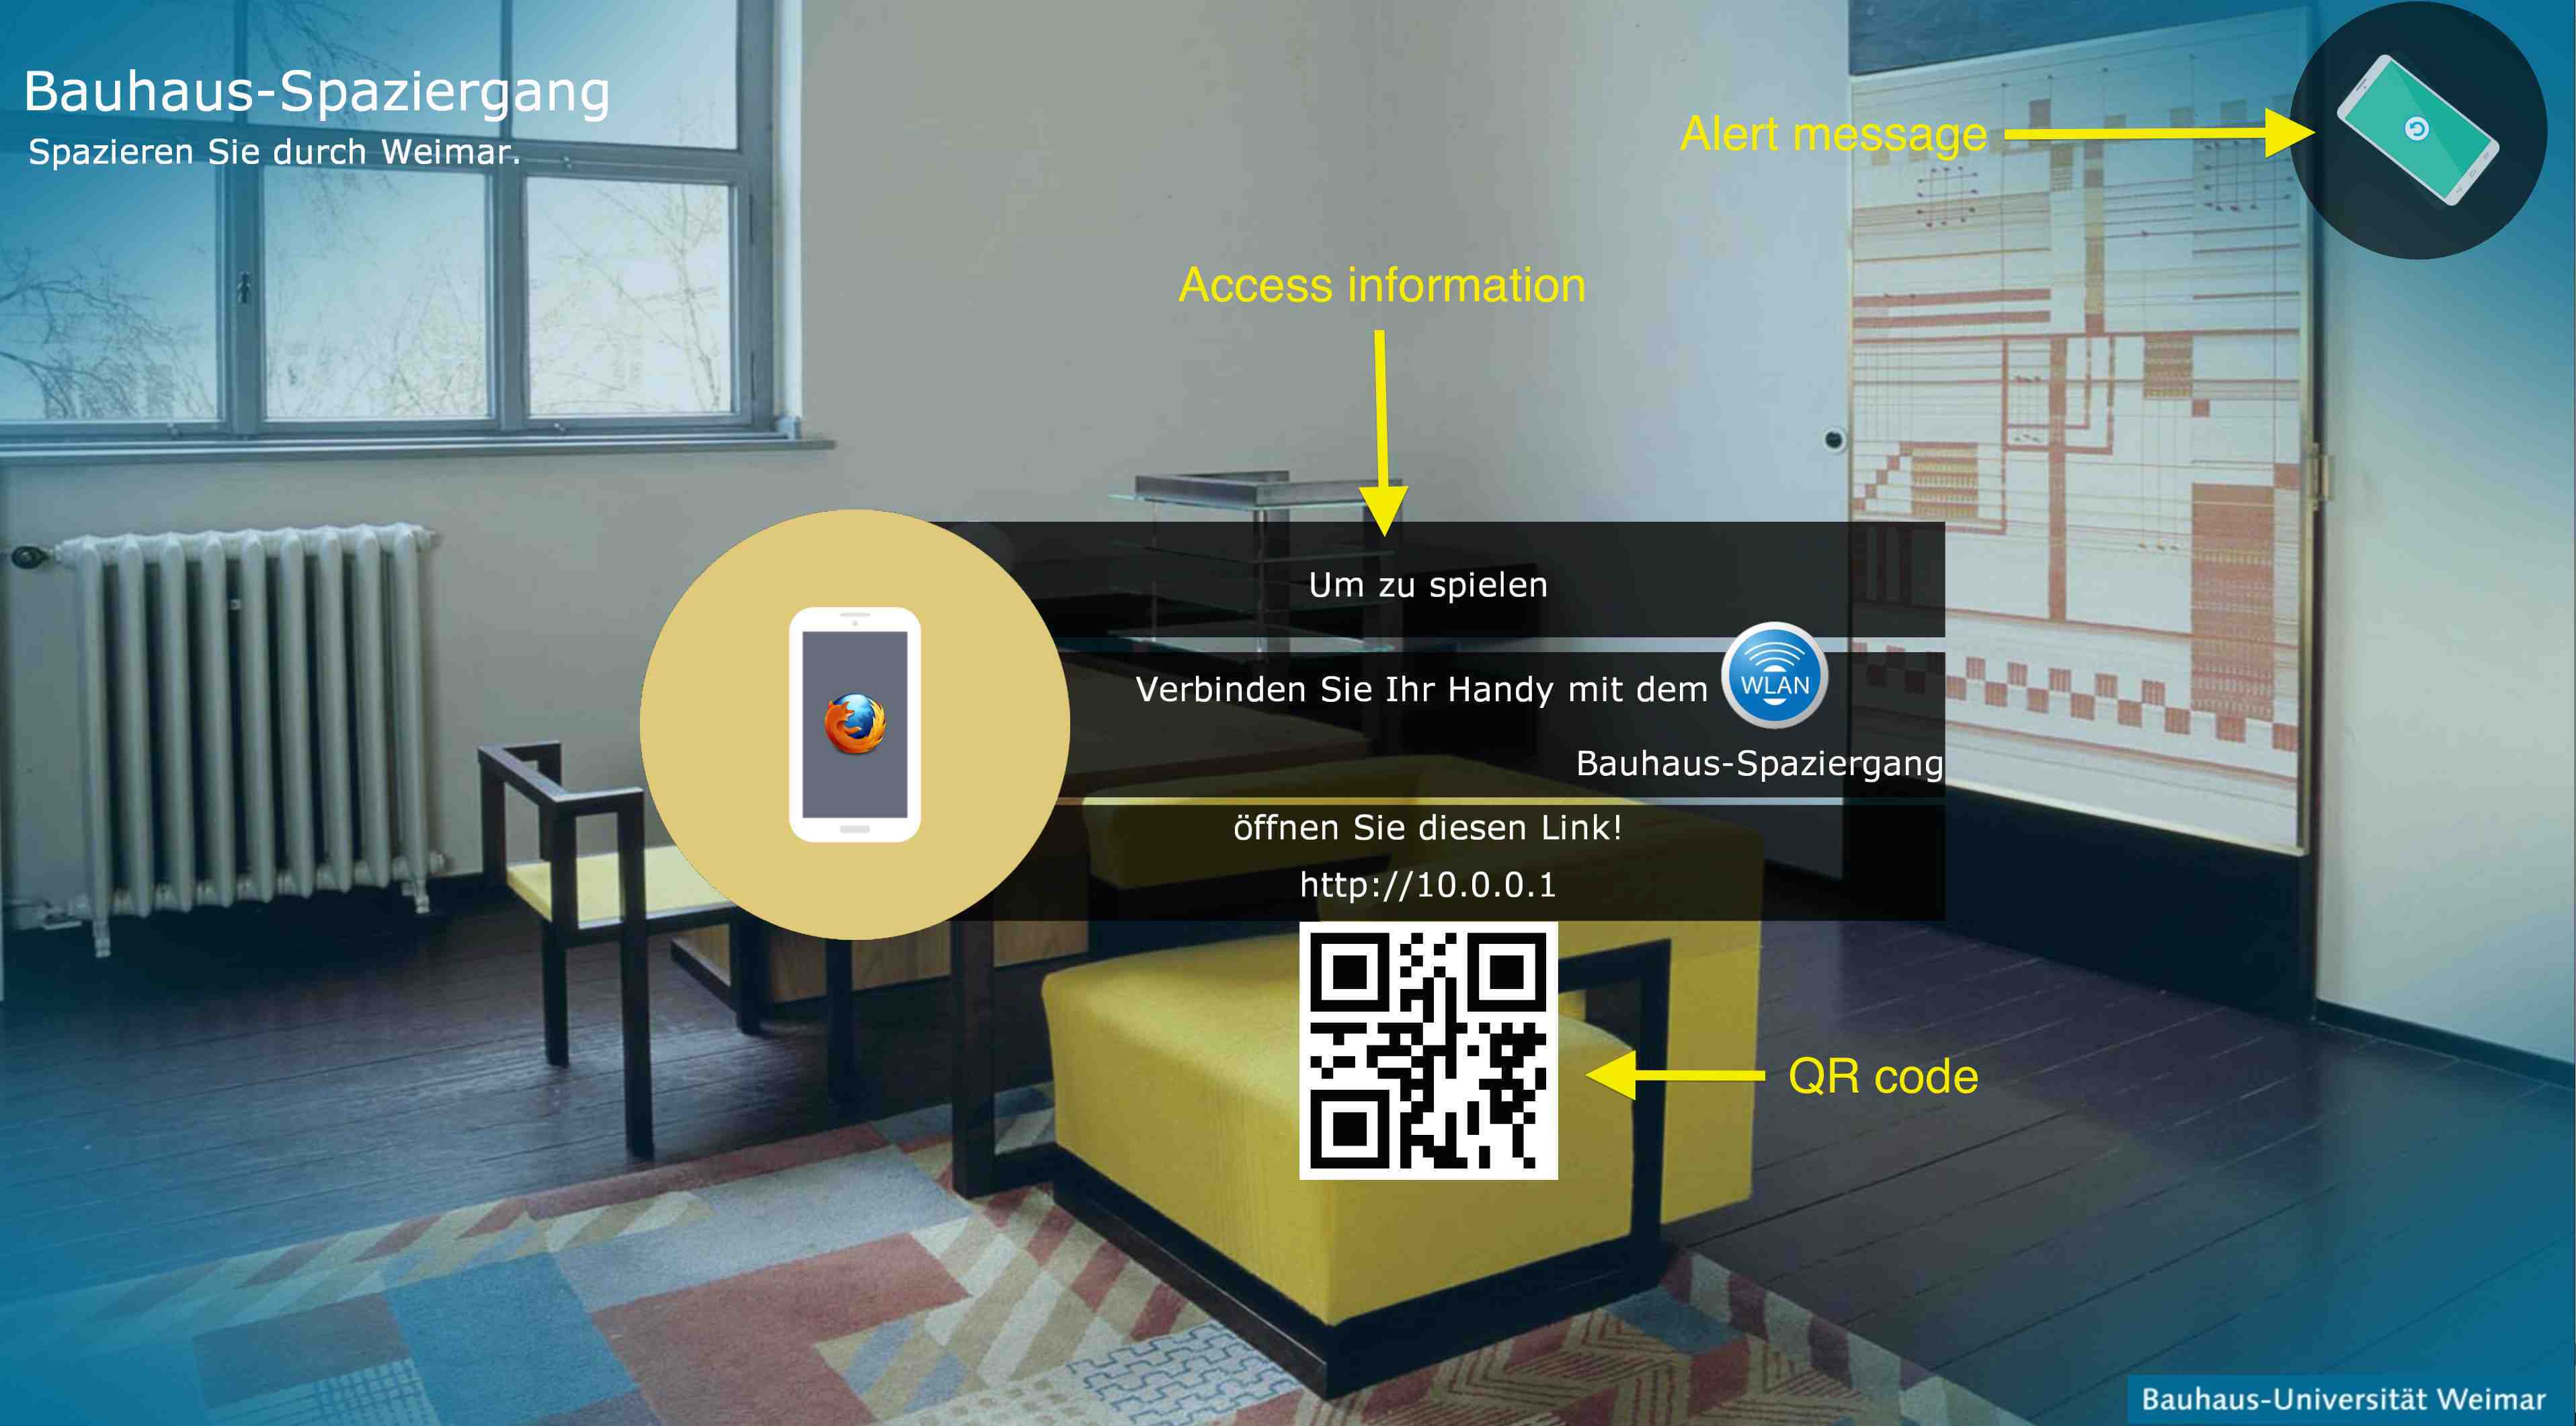 Bauhaus-Spaziergang
Spazieren Sie durch Weimar.
Alert message
Access information
Um zu spielen
Verbinden Sie Ihr Handy mit dem
WLAN
Bauhaus-Spaziergang
öffnen Sie diesen Link!
http://10.0.0.1
QR code
Bauhaus-Universität Weimar